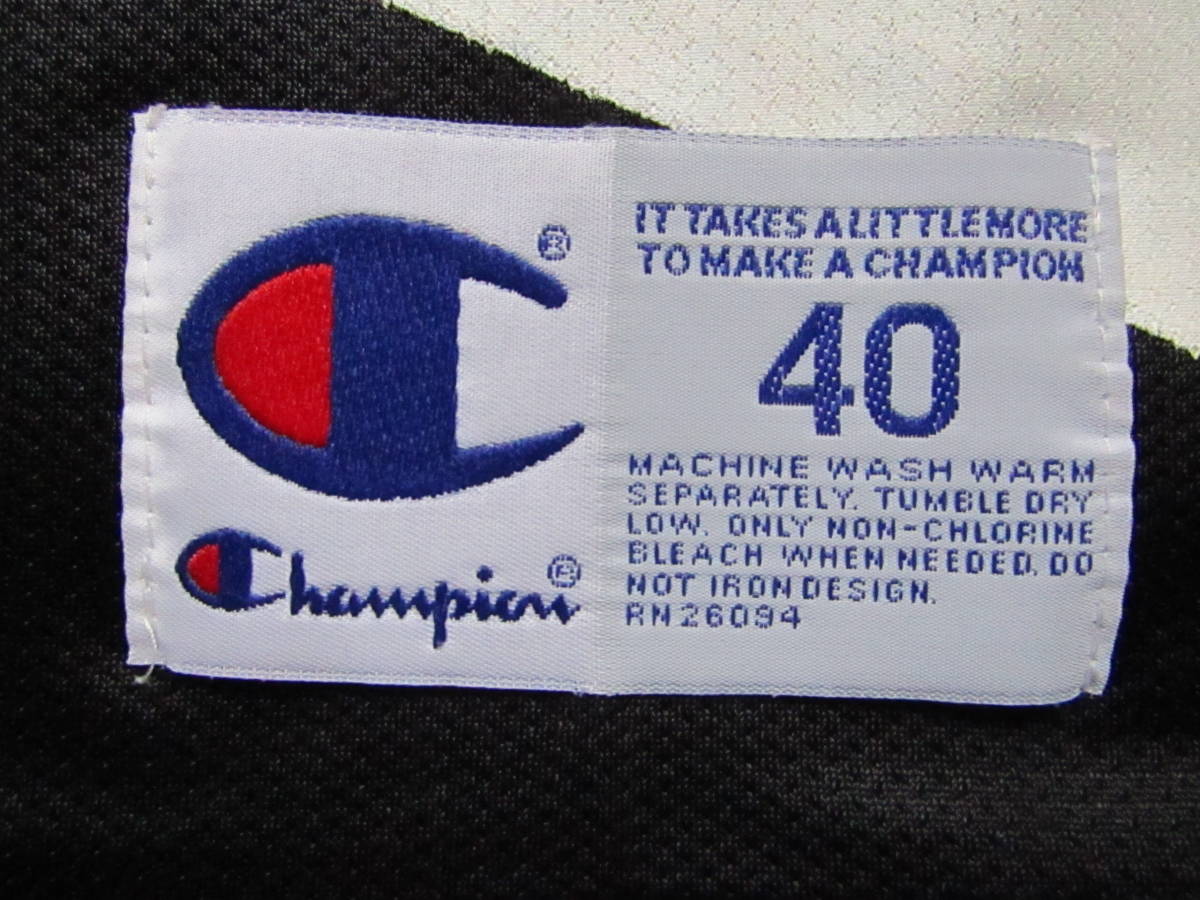 ®
Champion®
IT TAKES A LITTLE MORE
TO MAKE A CHAMPION
40
MACHINE WASH WARM
SEPARATELY. TUMBLE DRY
LOW. ONLY NON-CHLORINE
BLEACH WHEN NEEDED. DO
NOT IRON DESIGN.
RN26094